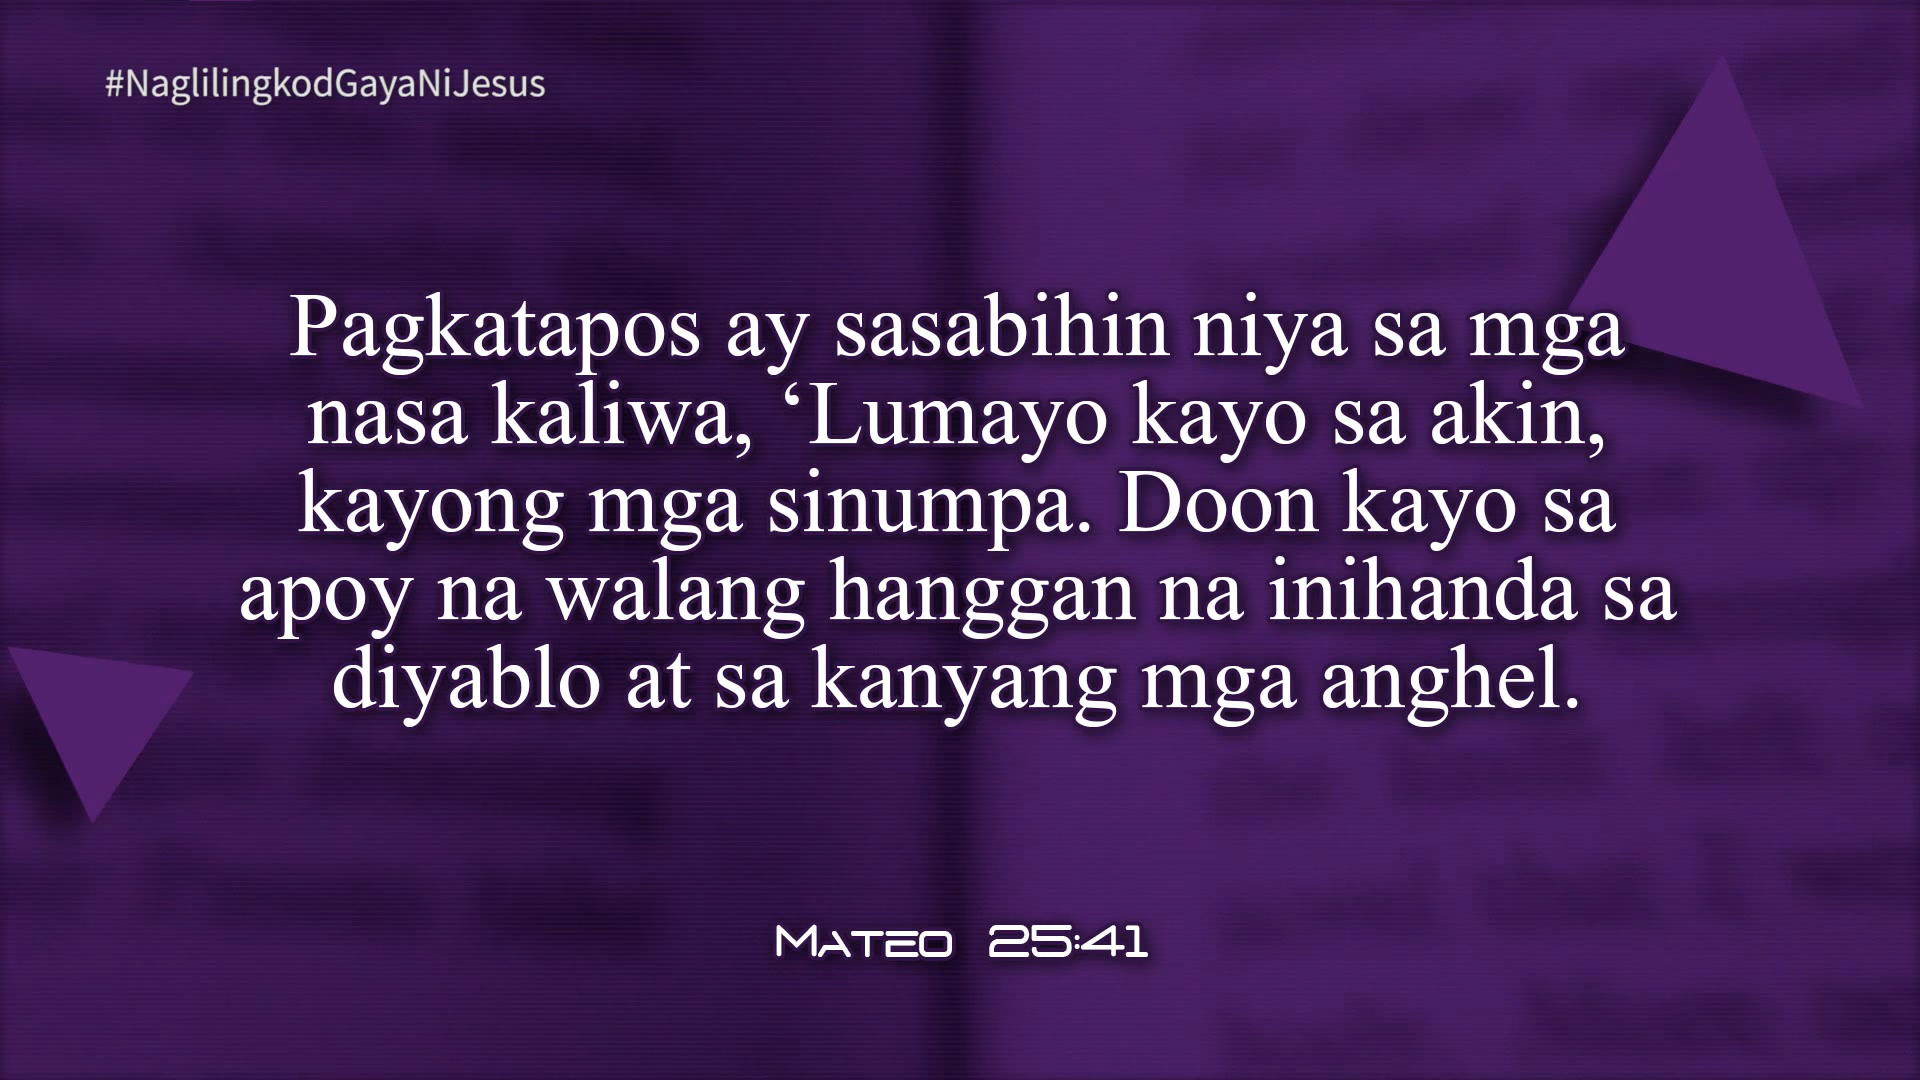 #NaglilingkodGayaNiJesus
Pagkatapos ay sasabihin niya sa mga
nasa kaliwa, ‘Lumayo kayo sa akin,
kayong mga sinumpa. Doon kayo sa
apoy na walang hanggan na inihanda sa
diyablo at sa kanyang mga anghel.
Mateo 25:41